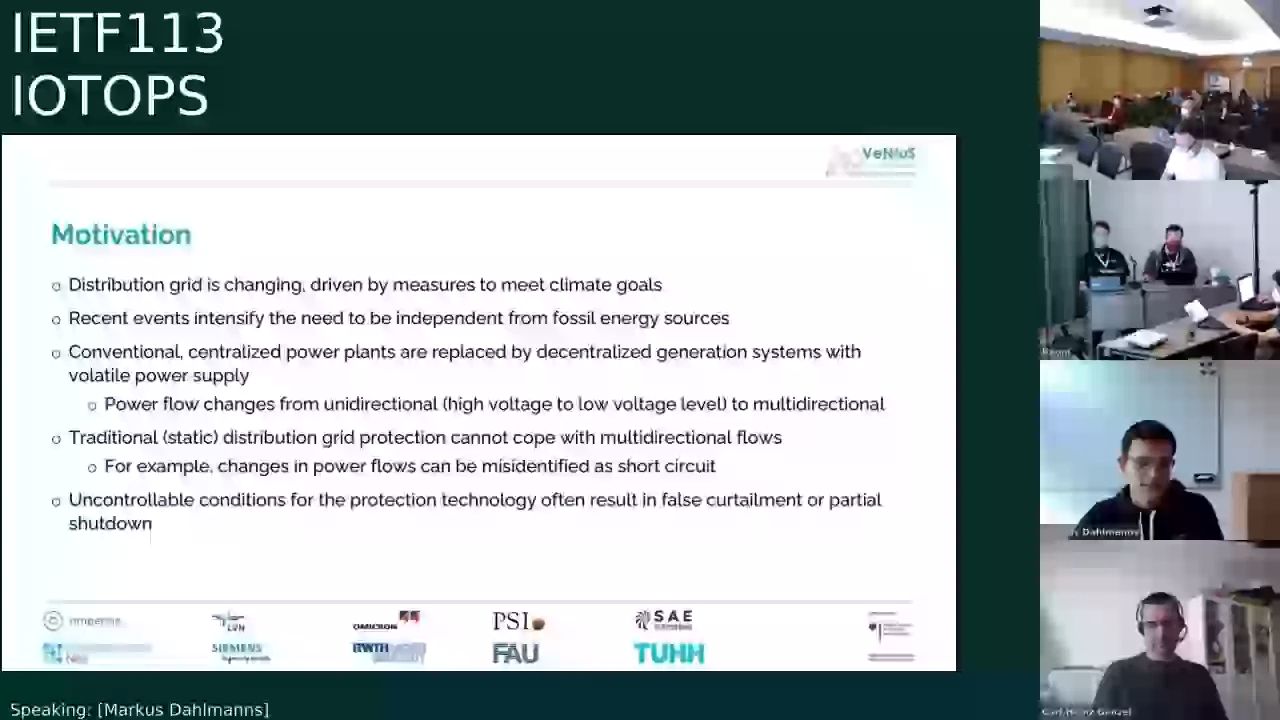 IETF113
IOTOPS
VeNIuS
Motivation
Distribution grid is changing, driven by measures to meet climate goals
Recent events intensify the need to be independent from fossil energy sources
Conventional, centralized power plants are replaced by decentralized generation systems with
volatile power supply
Power flow changes from unidirectional (high voltage to low voltage level) to multidirectional
Traditional (static) distribution grid protection cannot cope with multidirectional flows
For example, changes in power flows can be misidentified as short circuit
Uncontrollable conditions for the protection technology often result in false curtailment or partial
shutdown
OMICRON
PSI
SAE
SIEMENS
RWTH
FAU
TUHH
Room
Dahlmanns
Speaking: [Markus Dahlmanns]